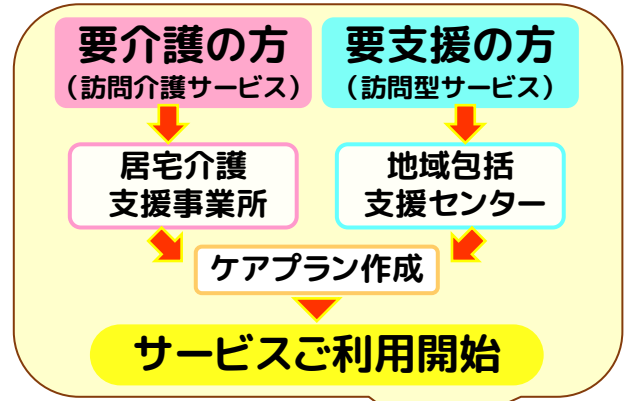 要介護の方
（訪問介護サービス）
要支援の方
（訪問型サービス）
居宅介護
支援事業所
地域包括
支援センター
ケアプラン作成
サービスご利用開始